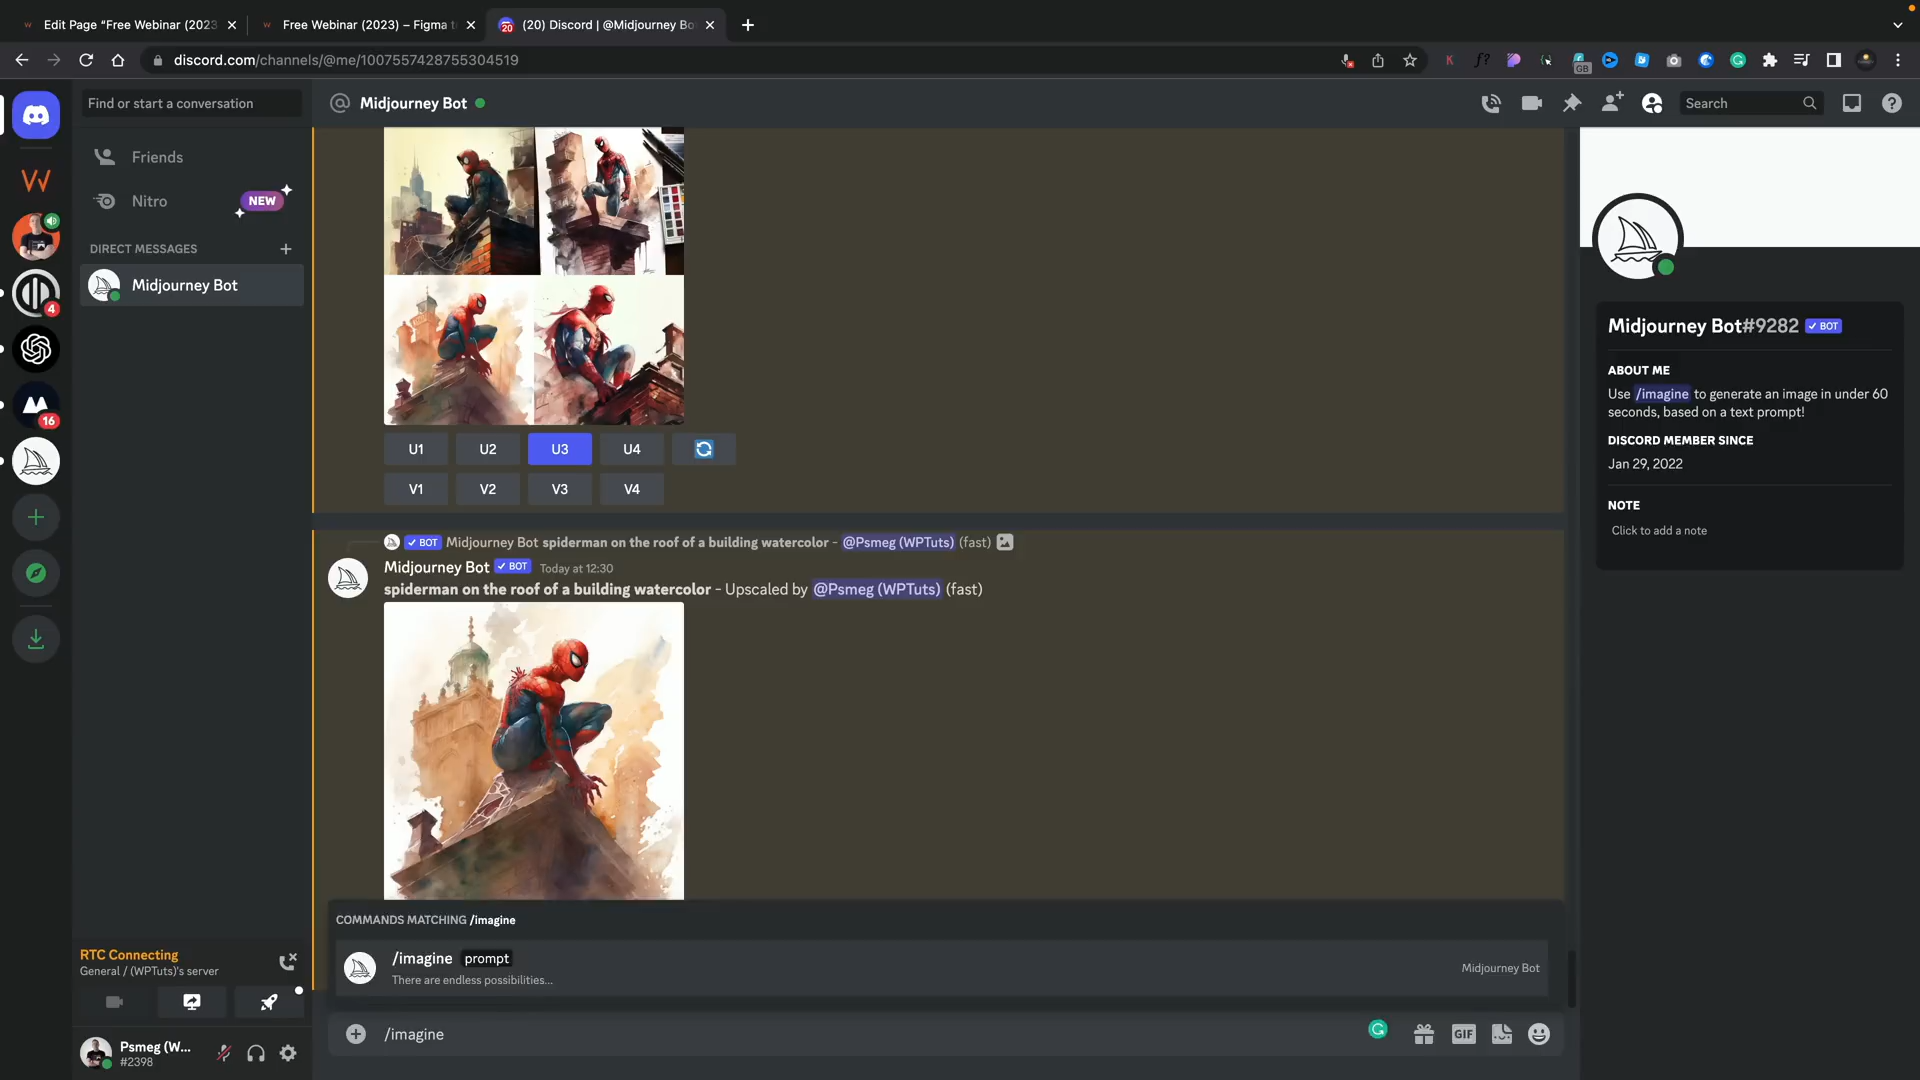 Edit Page "Free Webinar (2023
Free Webinar (2023) – Figma t
(20) Discord | @Midjourney Bo
discord.com/channels/@me/1007557428755304519
GB
Find or start a conversation
Midjourney Bot
Search
Friends
Nitro
NEW
DIRECT MESSAGES
Midjourney Bot
4
16
U1
U2
U3
U4
V1
V2
V3
V4
BOT Midjourney Bot spiderman on the roof of a building watercolor - @Psmeg (WPTuts) (fast)
Midjourney Bot BOT Today at 12:30
spiderman on the roof of a building watercolor - Upscaled by @Psmeg (WPTuts) (fast)
COMMANDS MATCHING /imagine
/imagine prompt
There are endless possibilities...
Midjourney Bot
/imagine
GIF
RTC Connecting
General / (WPTuts)'s server
Psmeg (W...
#2398
Midjourney Bot#9282 BOT
ABOUT ME
Use /imagine to generate an image in under 60
seconds, based on a text prompt!
DISCORD MEMBER SINCE
Jan 29, 2022
NOTE
Click to add a note